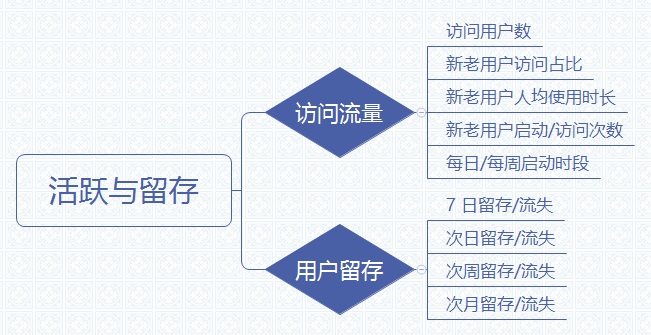 活跃与留存
访问流量
访问用户数
新老用户访问占比
新老用户人均使用时长
新老用户启动/访问次数
每日/每周启动时段
用户留存
7 日留存/流失
次日留存/流失
次周留存/流失
次月留存/流失